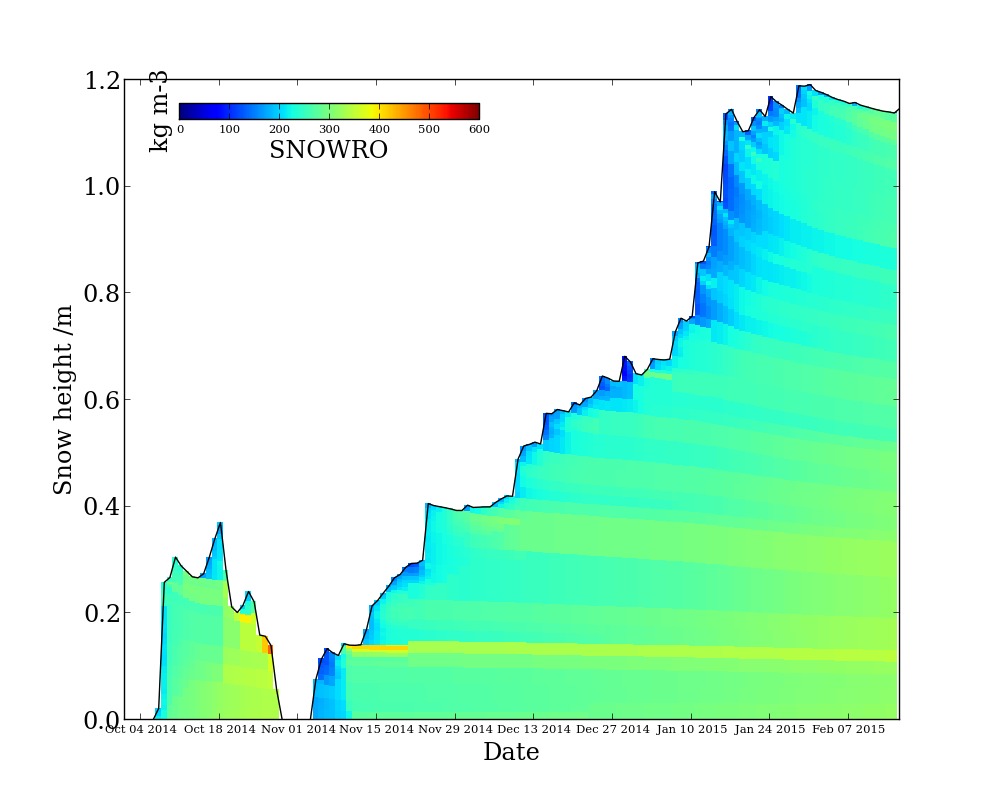 1.2
1.0
0.8
0.6
0.4
0.2
0.0
Snow height /m
kg m-3
0 100 200 300 400 500 600
SNOWRO
Oct 04 2014 Oct 18 2014 Nov 01 2014 Nov 15 2014 Nov 29 2014 Dec 13 2014 Dec 27 2014 Jan 10 2015 Jan 24 2015 Feb 07 2015
Date